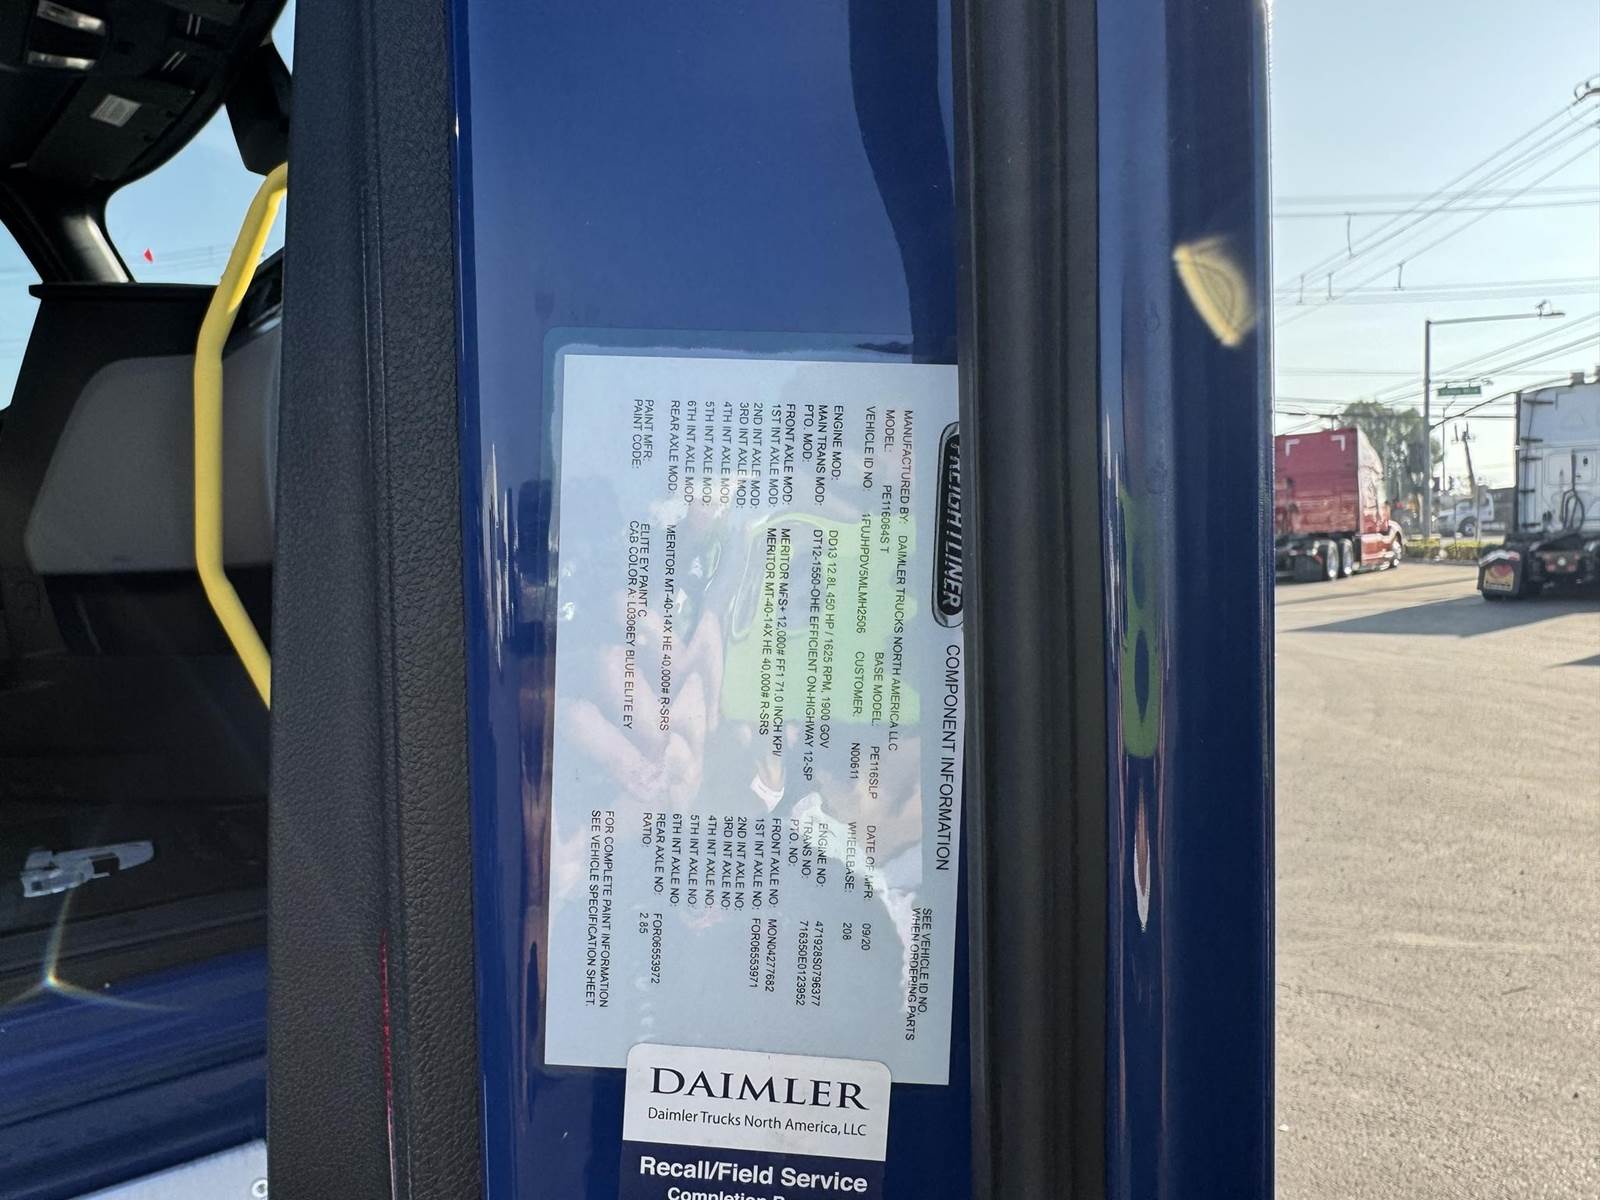 FREIGHTLINER COMPONENT INFORMATION
SEE VEHICLE ID NO.
WHEN ORDERING PARTS
MANUFACTURED BY: DAIMLER TRUCKS NORTH AMERICA LLC
MODEL: PE116064S T BASE MODEL: PE116SLP DATE OF MFR: 09/20
VEHICLE ID NO: 1FUJHPDV5MLMH2506 CUSTOMER: N00611 WHEELBASE: 208
ENGINE MOD: DD13 12.8L 450 HP / 1625 RPM, 1900 GOV ENGINE NO: 471928S0796377
MAIN TRANS MOD: DT12-1550-OHE EFFICIENT ON-HIGHWAY 12-SP TRANS NO: 716350E0123952
PTO. MOD: PTO. NO:
FRONT AXLE MOD: MERITOR MFS+ 12,000# FF1 71.0 INCH KPI/ FRONT AXLE NO: MON04277682
1ST INT AXLE MOD: MERITOR MT-40-14X HE 40,000# R-SRS 1ST INT AXLE NO: FOR06553971
2ND INT AXLE MOD: 2ND INT AXLE NO:
3RD INT AXLE MOD: 3RD INT AXLE NO:
4TH INT AXLE MOD: 4TH INT AXLE NO:
5TH INT AXLE MOD: 5TH INT AXLE NO:
6TH INT AXLE MOD: 6TH INT AXLE NO:
REAR AXLE MOD: MERITOR MT-40-14X HE 40,000# R-SRS REAR AXLE NO: FOR06553972
RATIO: 2.85
PAINT MFR: ELITE EY PAINT C
PAINT CODE: CAB COLOR A: L0306EY BLUE ELITE EY
FOR COMPLETE PAINT INFORMATION
SEE VEHICLE SPECIFICATION SHEET.
DAIMLER
Daimler Trucks North America, LLC
Recall/Field Service
Completion